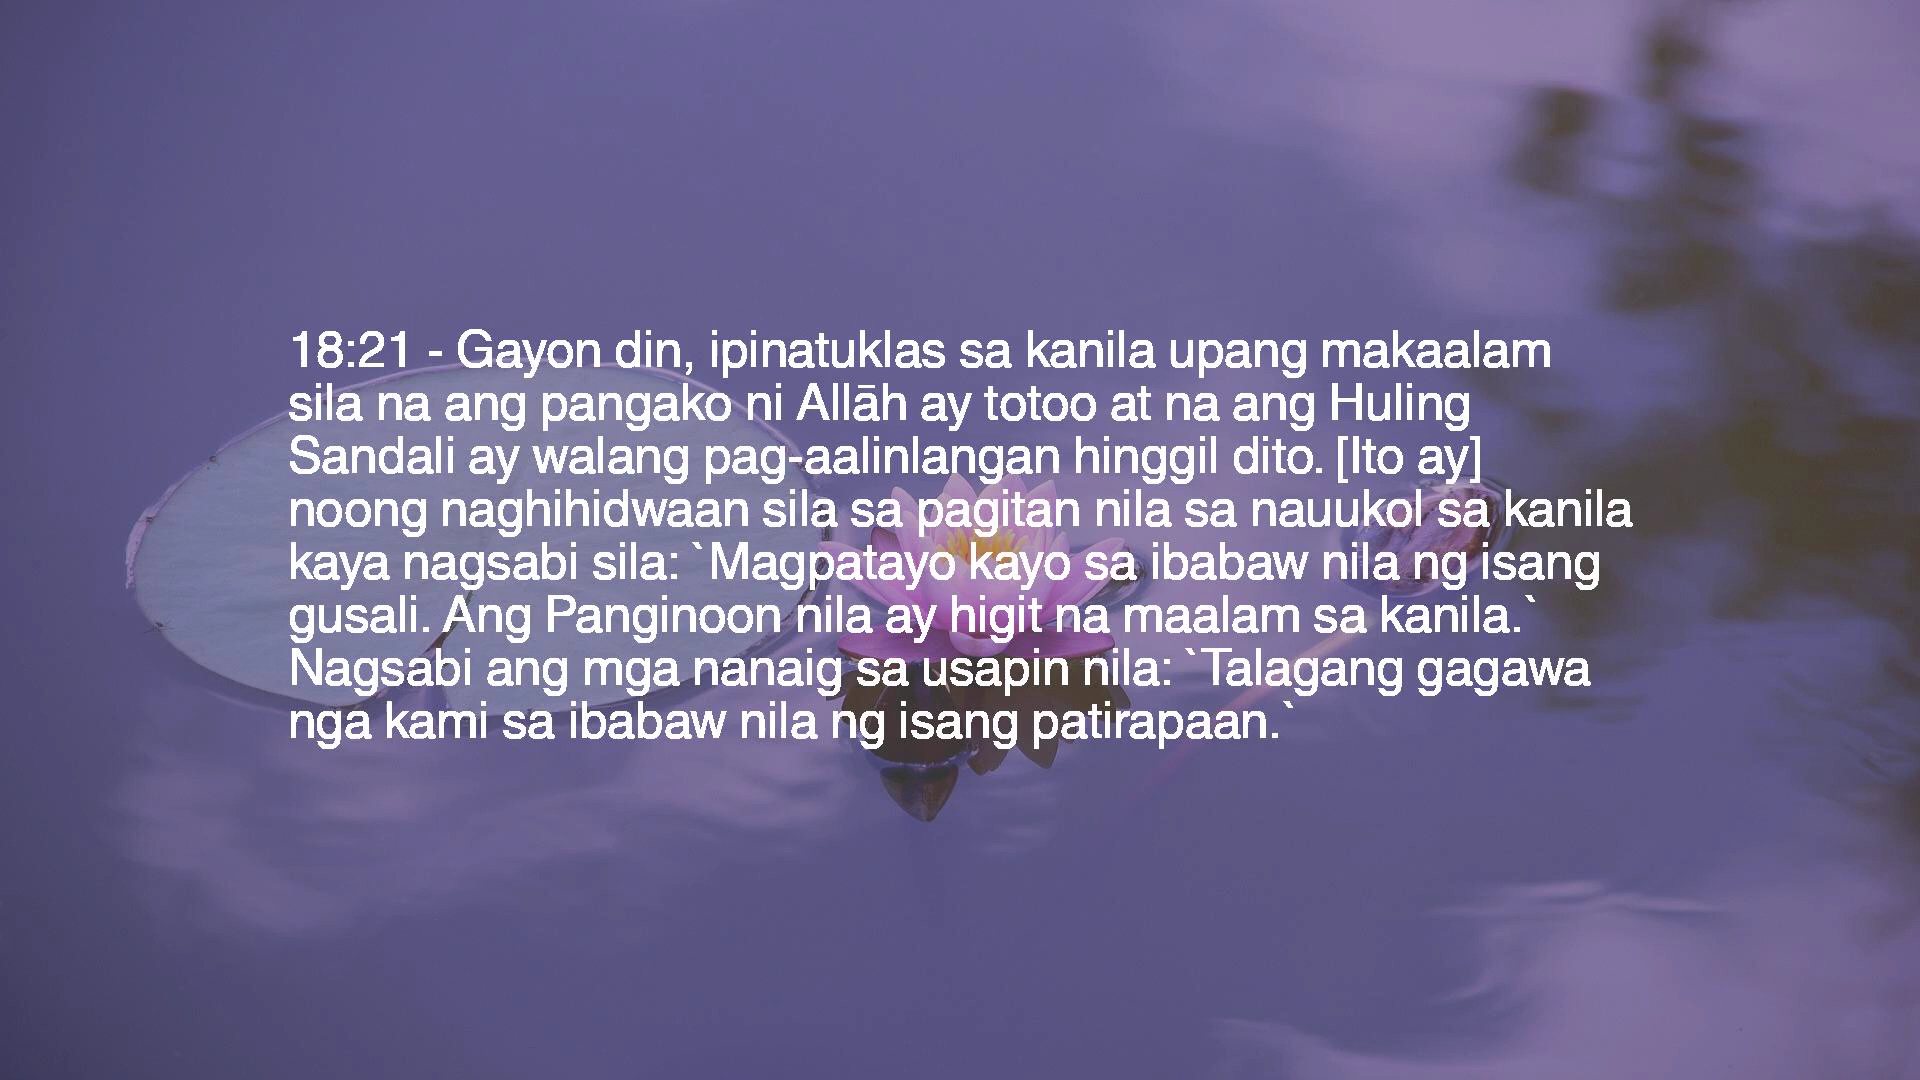 18:21 - Gayon din, ipinatuklas sa kanila upang makaalam
sila na ang pangako ni Allāh ay totoo at na ang Huling
Sandali ay walang pag-aalinlangan hinggil dito. [Ito ay]
noong naghihidwaan sila sa pagitan nila sa nauukol sa kanila
kaya nagsabi sila: `Magpatayo kayo sa ibabaw nila ng isang
gusali. Ang Panginoon nila ay higit na maalam sa kanila.`
Nagsabi ang mga nanaig sa usapin nila: `Talagang gagawa
nga kami sa ibabaw nila ng isang patirapaan.`